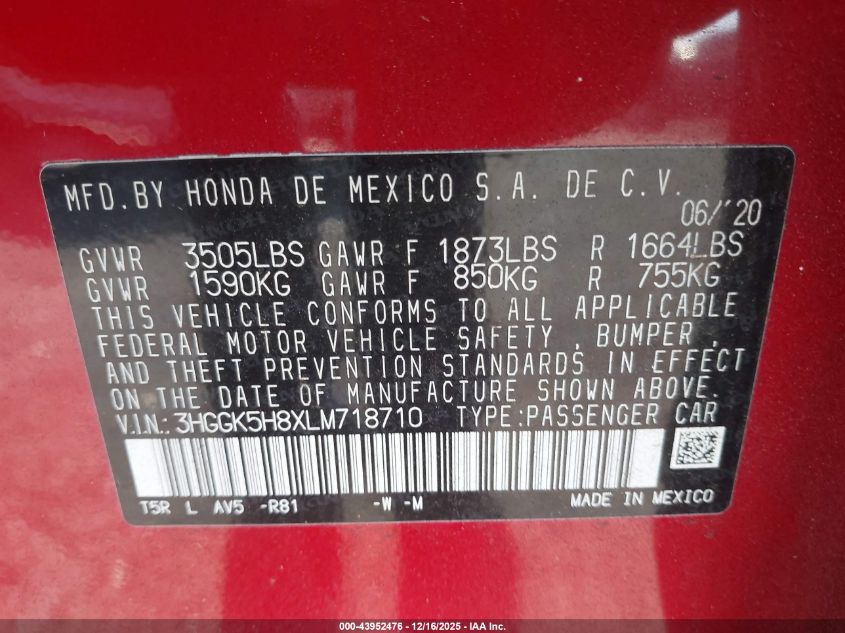 MFD.BY HONDA DE MEXICO S.A. DE C.V.
06/'20
GVWR 3505LBS GAWR F 1873LBS R 1664LBS
GVWR 1590KG GAWR F 850KG R 755KG
THIS VEHICLE CONFORMS TO ALL APPLICABLE
FEDERAL MOTOR VEHICLE SAFETY , BUMPER ,
AND THEFT PREVENTION STANDARDS IN EFFECT
ON THE DATE OF MANUFACTURE SHOWN ABOVE.
V.I.N.: 3HGGK5H8XLM718710 TYPE:PASSENGER CAR
T5R L AV5 -R81 -W -M MADE IN MEXICO
000-43952476 - 12/16/2025 - IAA Inc.